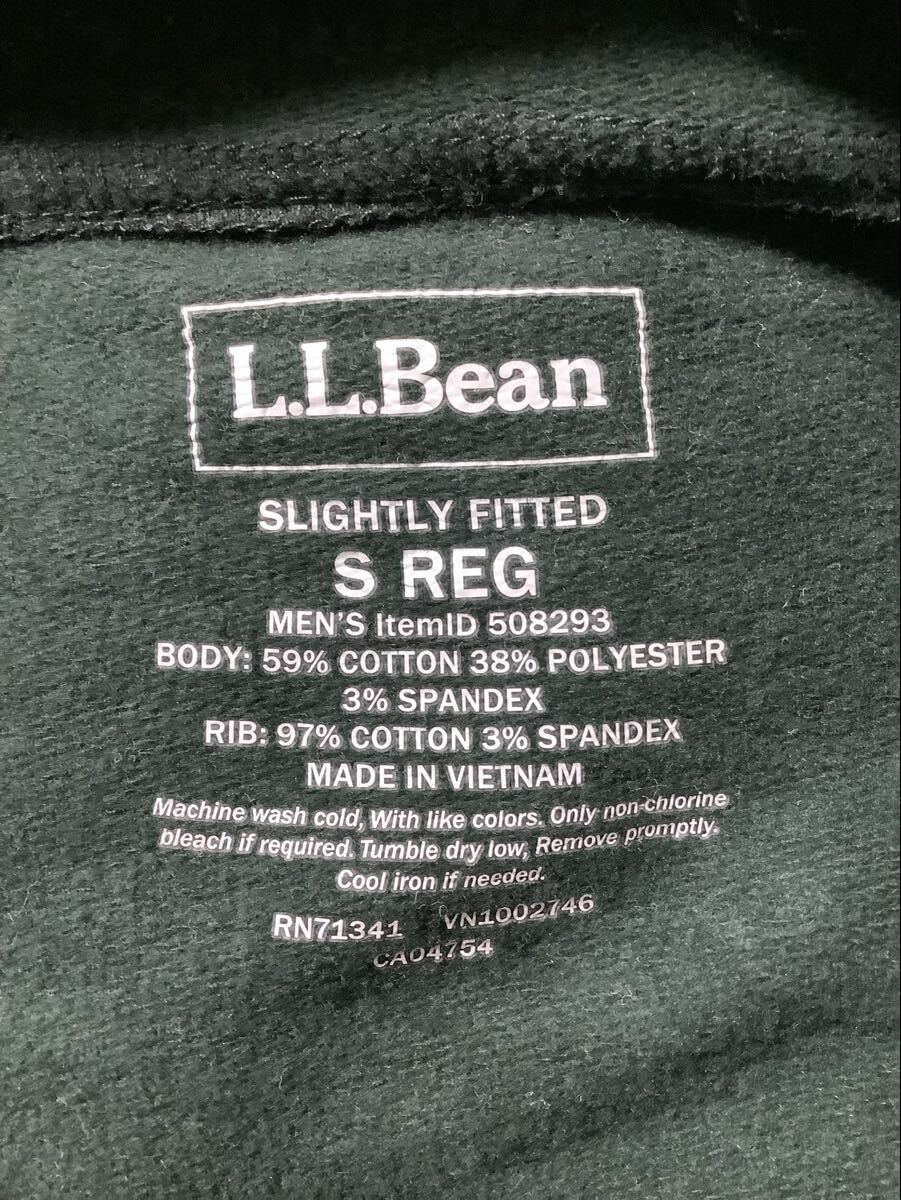 L.L.Bean
SLIGHTLY FITTED
S REG
MEN'S ItemID 508293
BODY: 59% COTTON 38% POLYESTER
3% SPANDEX
RIB: 97% COTTON 3% SPANDEX
MADE IN VIETNAM
Machine wash cold, With like colors. Only non-chlorine
bleach if required. Tumble dry low, Remove promptly.
Cool iron if needed.
RN71341 VN1002746
CA04754